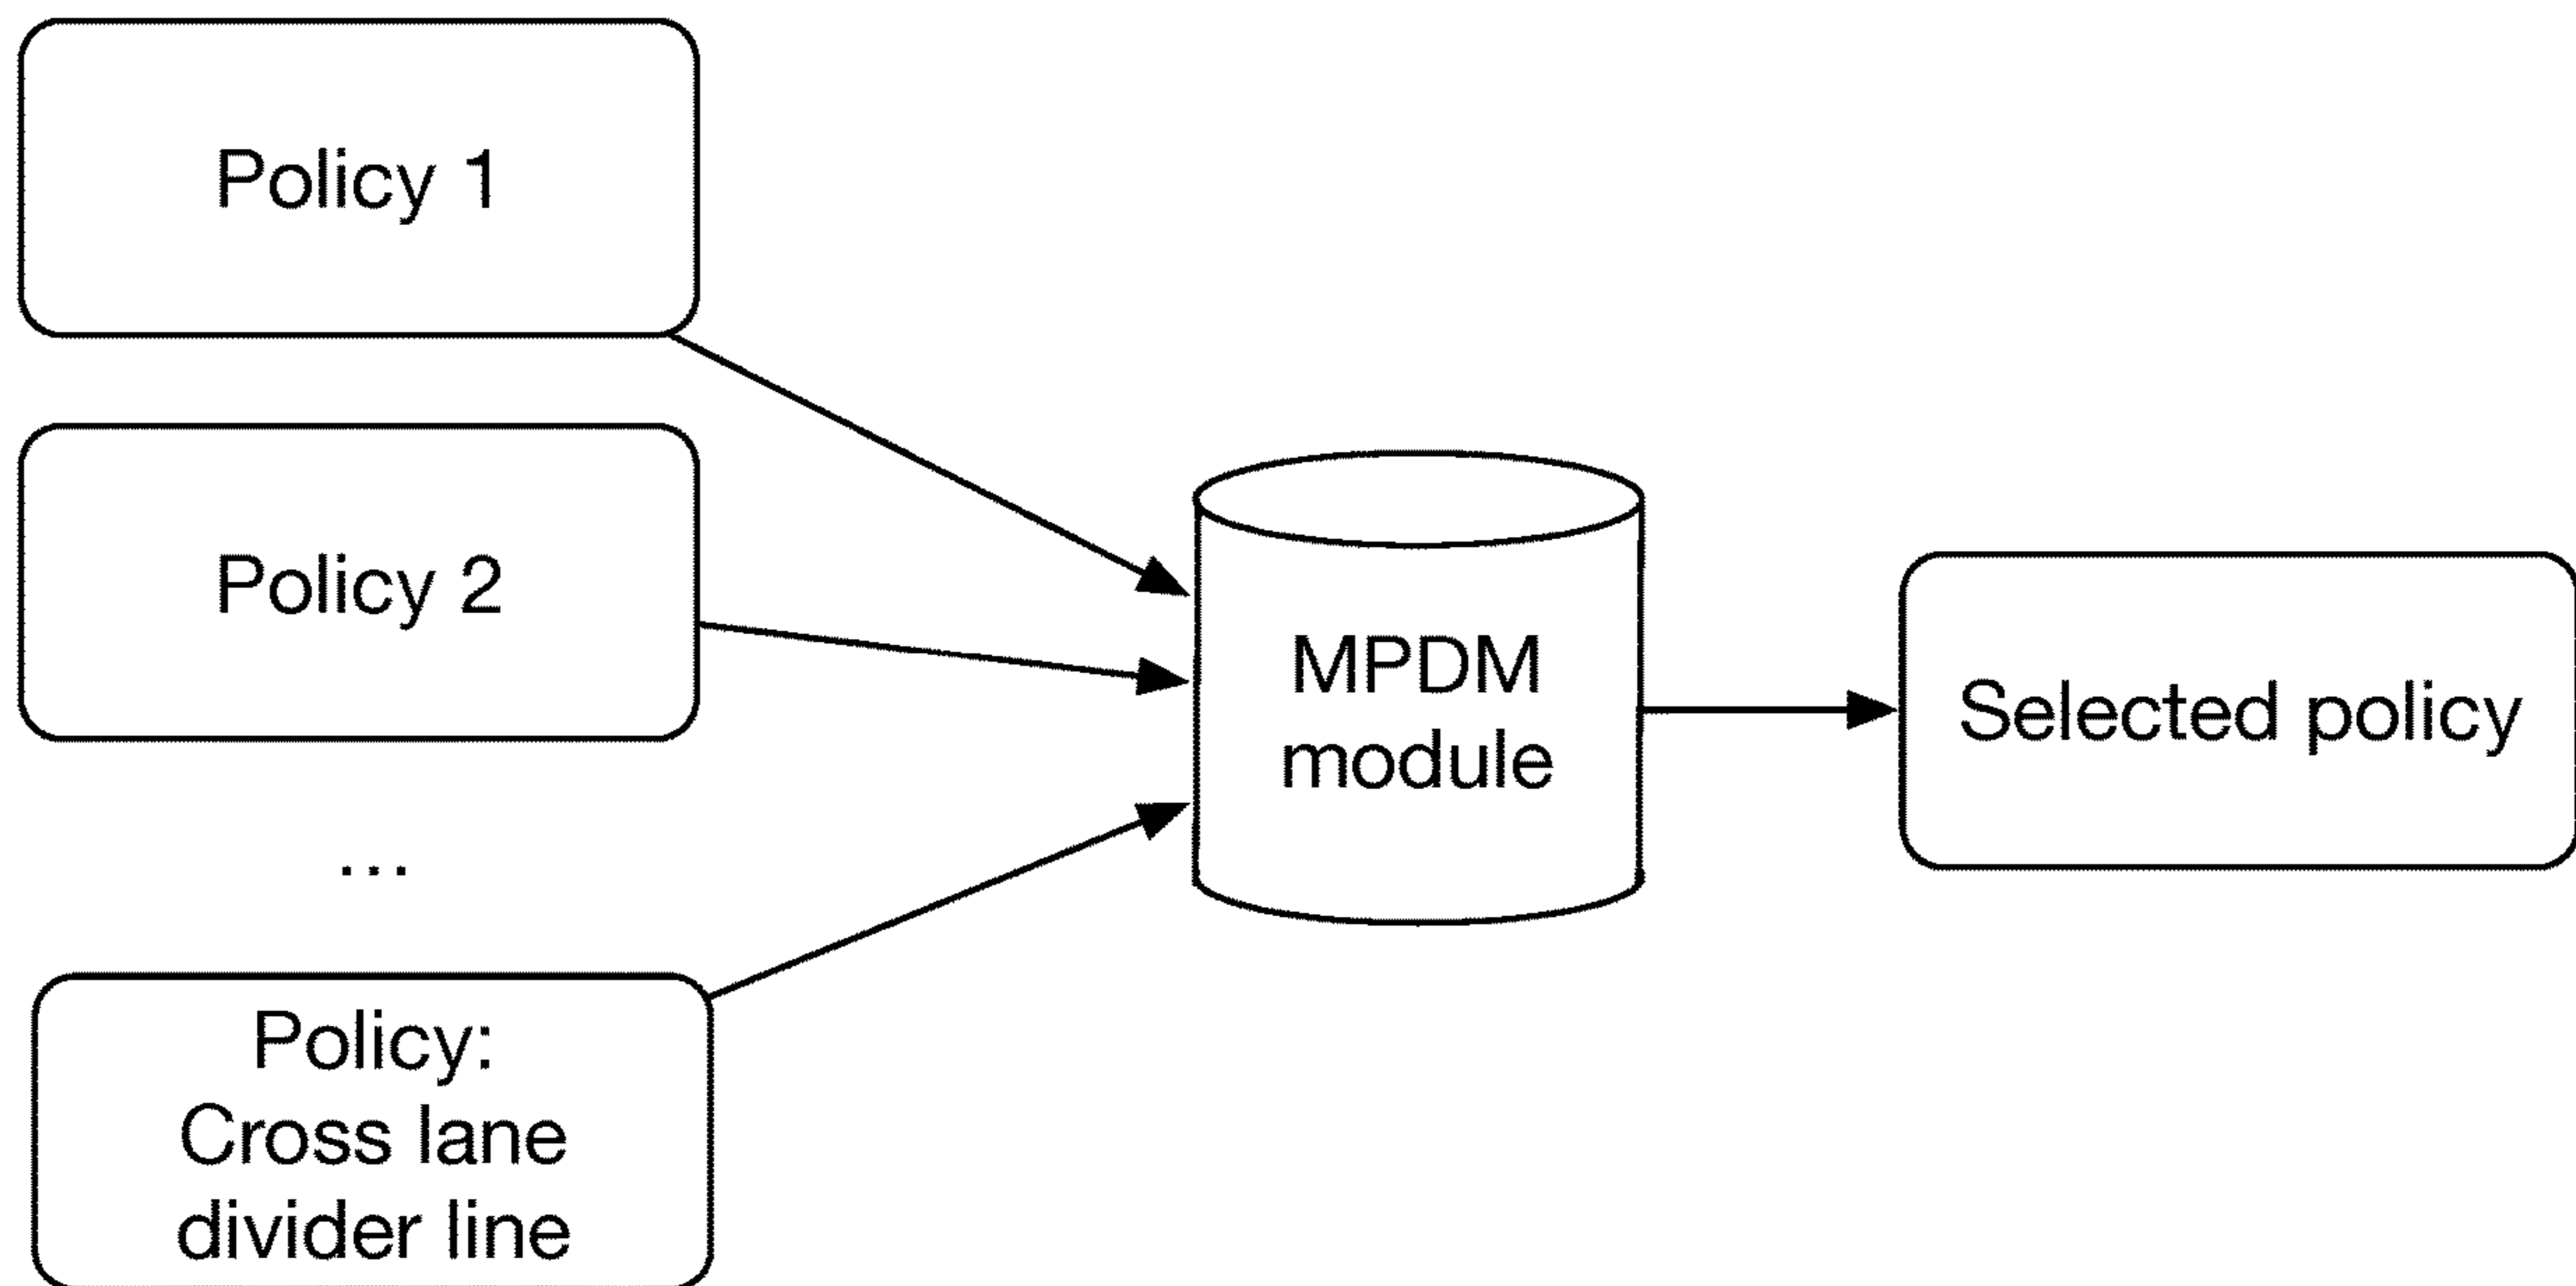 Policy 1
Policy 2
...
Policy:
Cross lane
divider line
MPDM
module
Selected policy